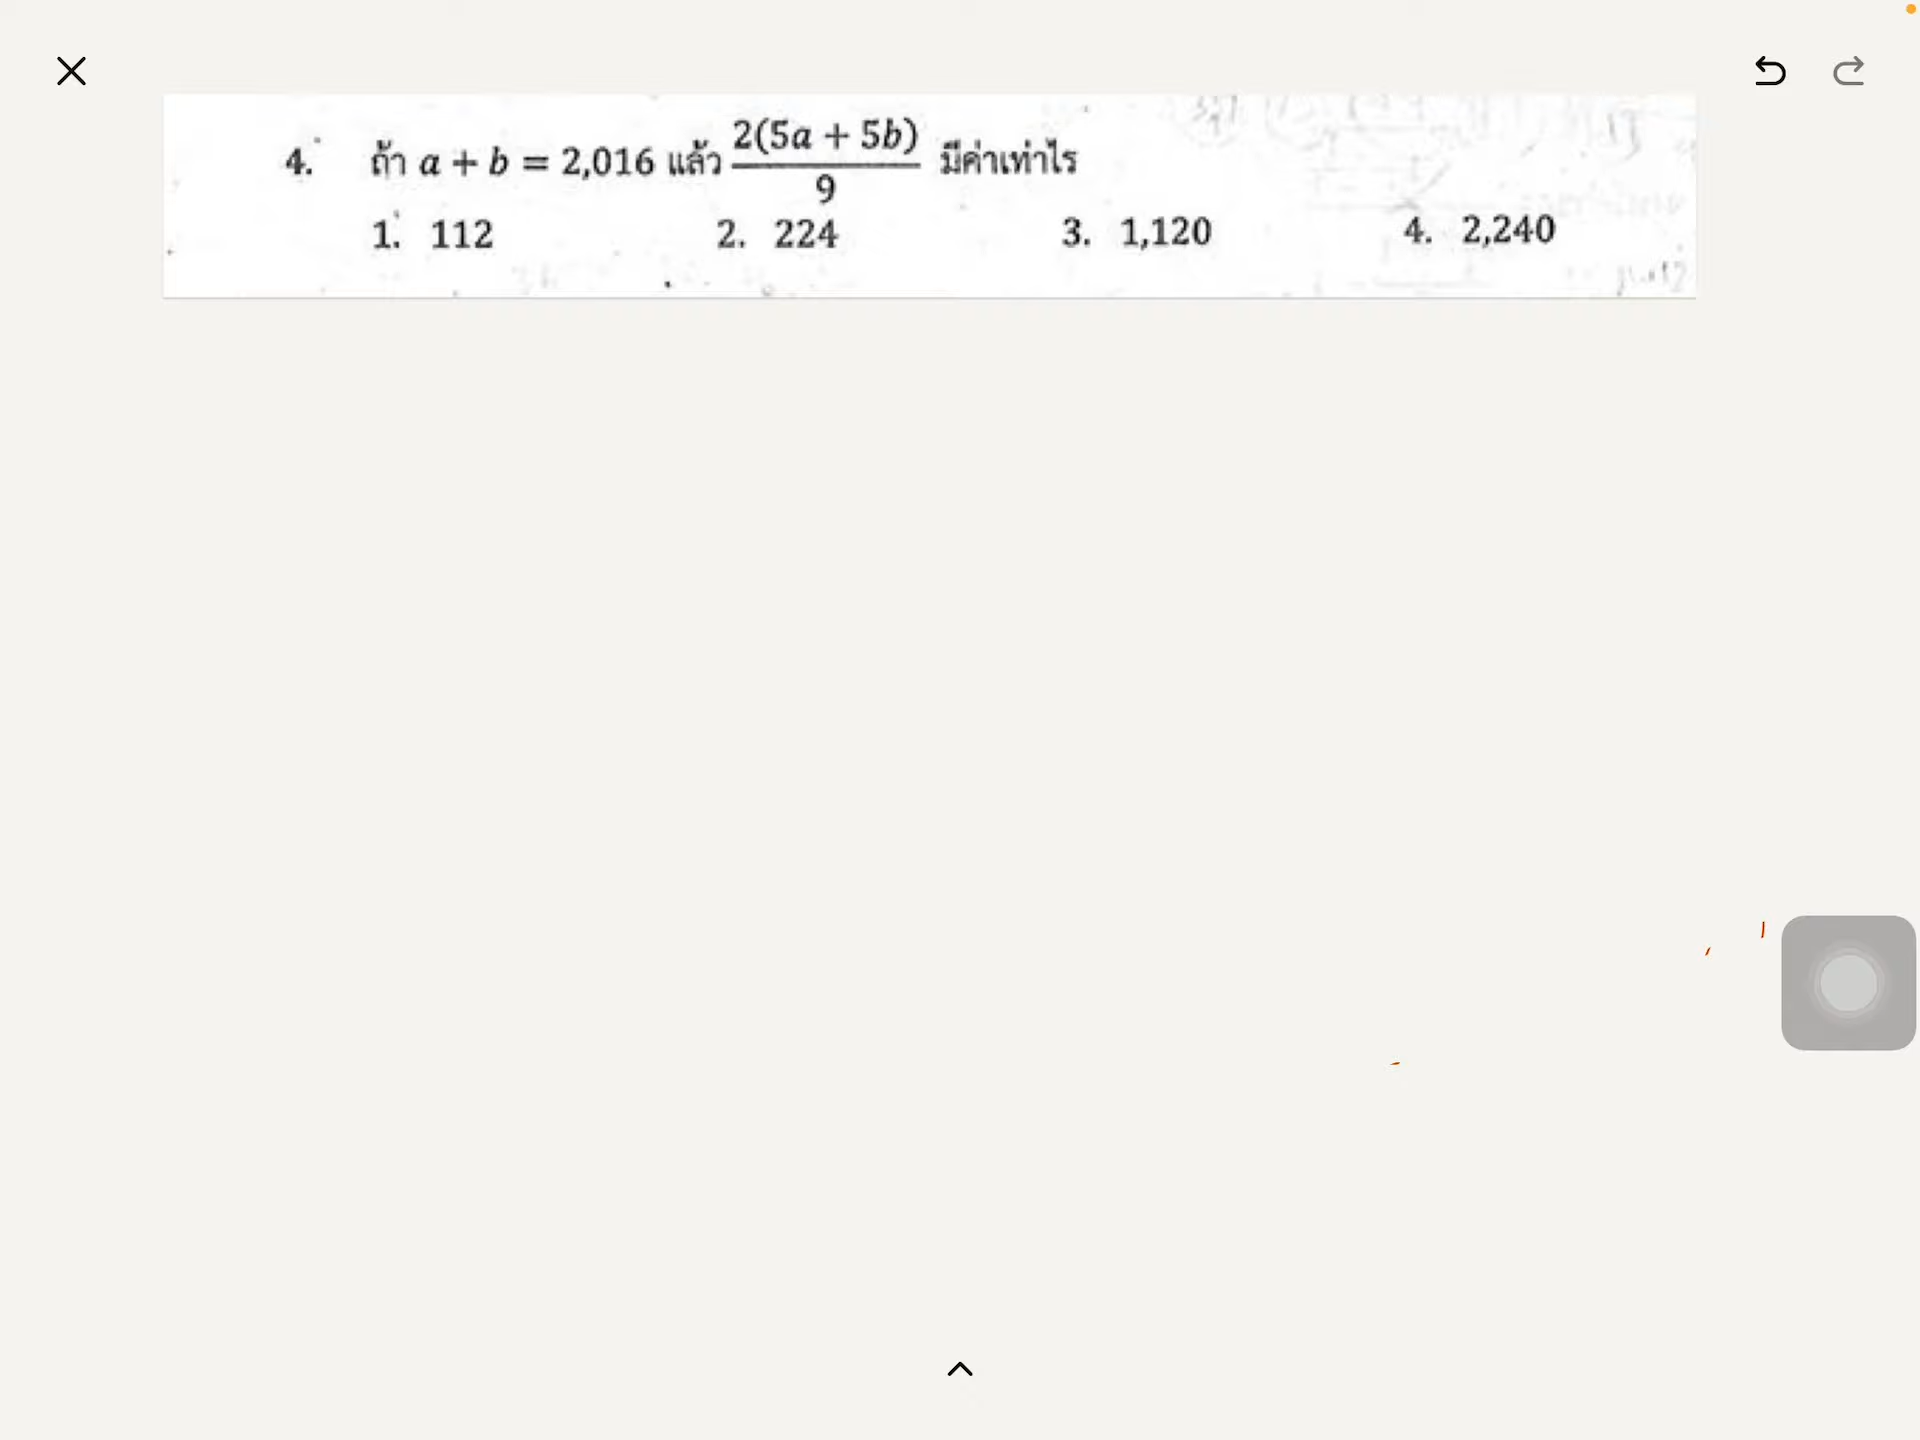 4. ถ้า a + b = 2,016 แล้ว 2(5a + 5b)/9 มีค่าเท่าไร
1. 112 2. 224 3. 1,120 4. 2,240